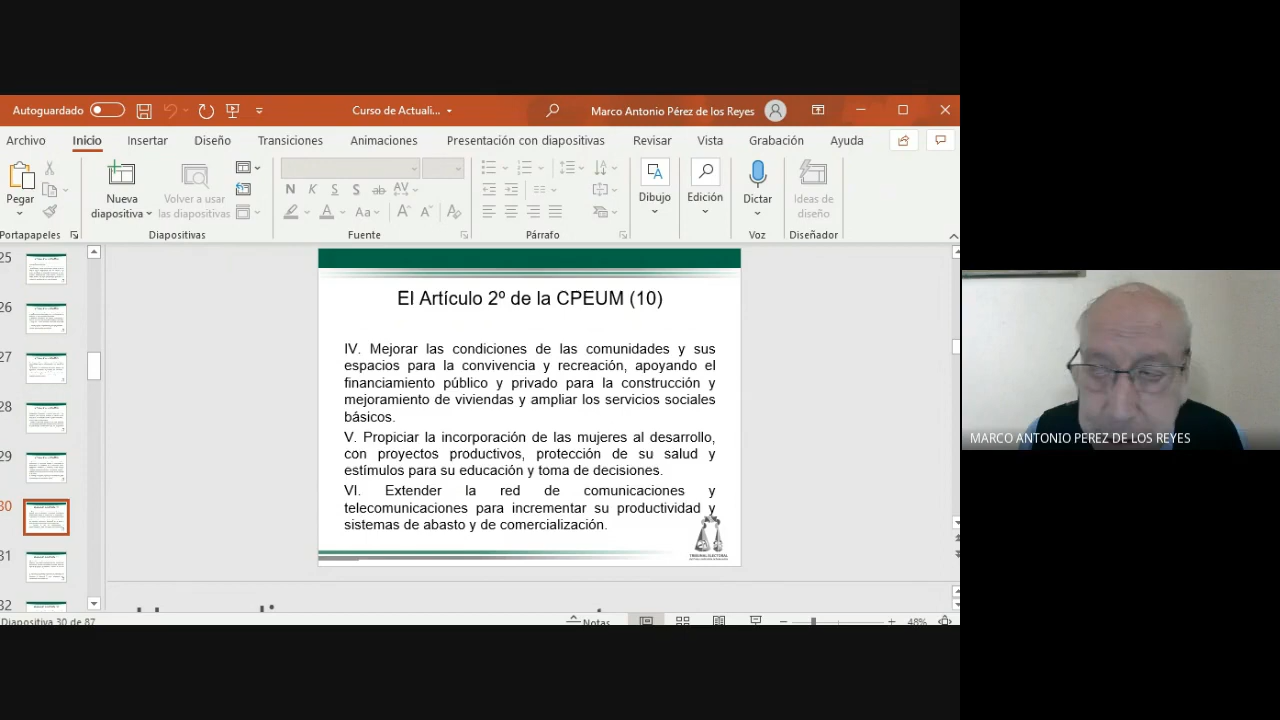 Autoguardado
Curso de Actuali...
Marco Antonio Pérez de los Reyes
Archivo
Inicio
Insertar
Diseño
Transiciones
Animaciones
Presentación con diapositivas
Revisar
Vista
Grabación
Ayuda
Pegar
Nueva
diapositiva
Volver a usar
las diapositivas
N K S S ab AV
Aa A A
Dibujo
Edición
Dictar
Ideas de
diseño
Portapapeles
Diapositivas
Fuente
Párrafo
Voz
Diseñador
25
26
27
28
29
30
31
32
El Artículo 2º de la CPEUM (10)
IV. Mejorar las condiciones de las comunidades y sus
espacios para la convivencia y recreación, apoyando el
financiamiento público y privado para la construcción y
mejoramiento de viviendas y ampliar los servicios sociales
básicos.
V. Propiciar la incorporación de las mujeres al desarrollo,
con proyectos productivos, protección de su salud y
estímulos para su educación y toma de decisiones.
VI. Extender la red de comunicaciones y
telecomunicaciones para incrementar su productividad y
sistemas de abasto y de comercialización.
TRIBUNAL ELECTORAL
Diapositiva 30 de 87
Notas
48%
MARCO ANTONIO PEREZ DE LOS REYES